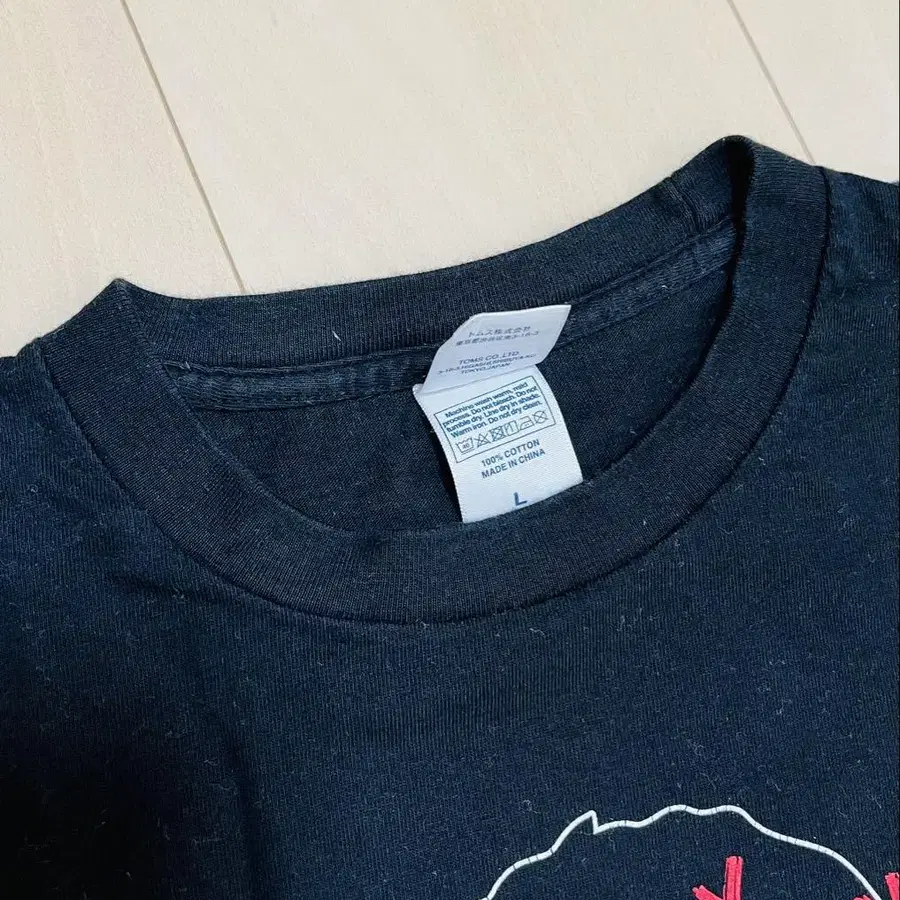 トムス株式会社
TOMS CO.,LTD.
TOKYO,JAPAN
Machine wash warm, mild
process. Do not bleach. Do not
tumble dry. Line dry in shade.
Warm iron. Do not dry clean.
40
100% COTTON
MADE IN CHINA
L